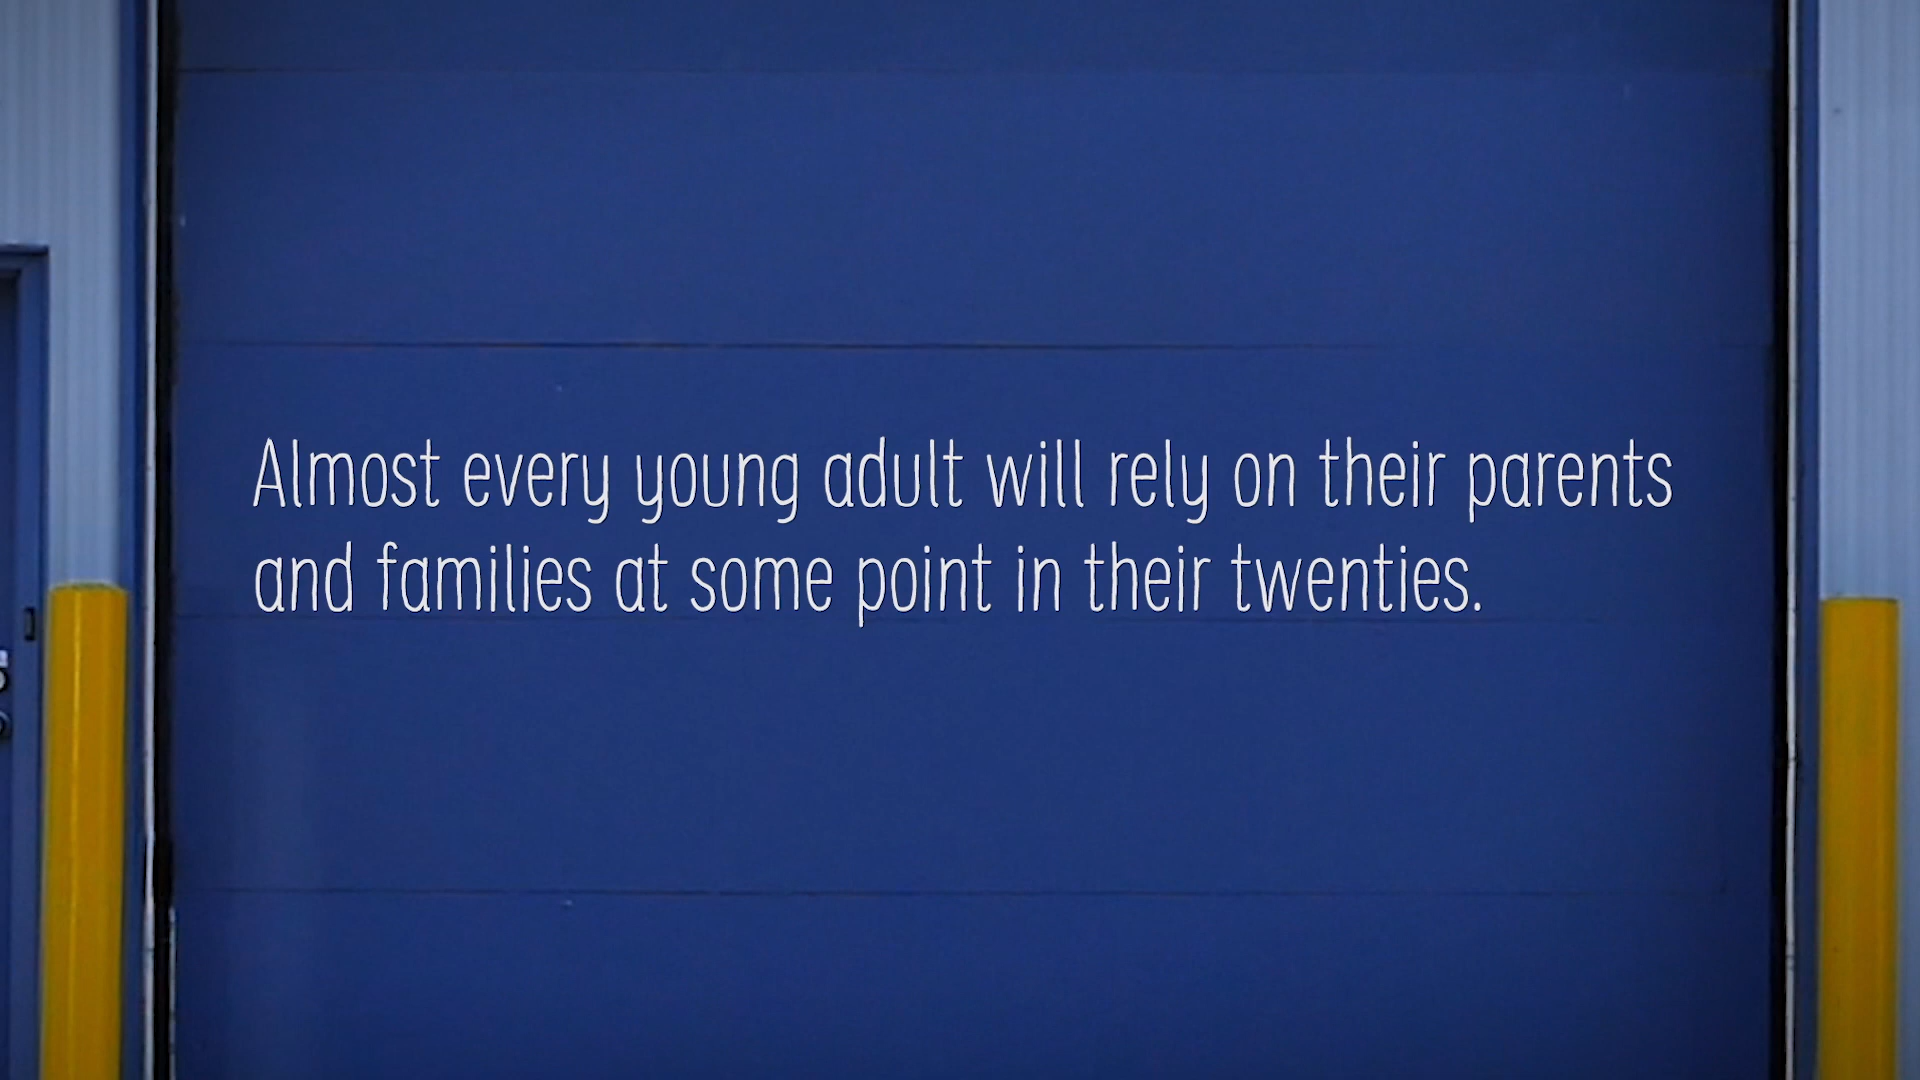 Almost every young adult will rely on their parents
and families at some point in their twenties.